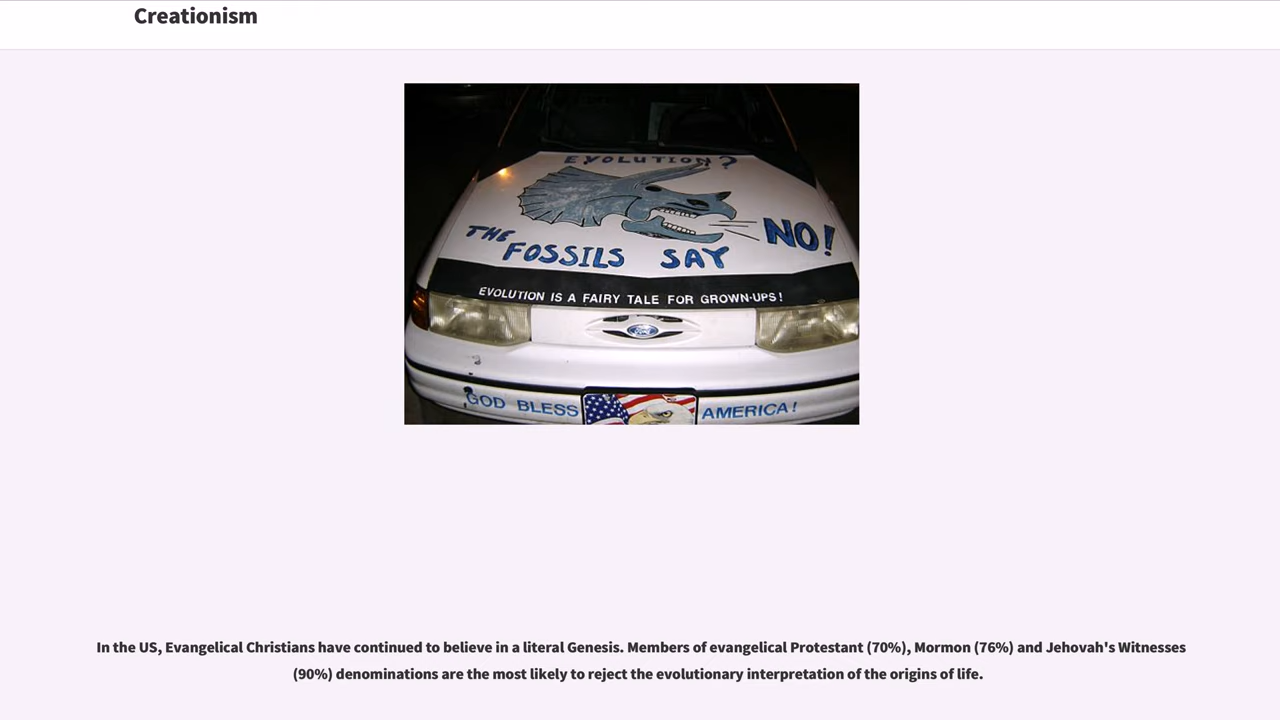 Creationism
EVOLUTION?
THE
FOSSILS SAY
NO!
EVOLUTION IS A FAIRY TALE FOR GROWN-UPS!
Ford
GOD BLESS AMERICA!
In the US, Evangelical Christians have continued to believe in a literal Genesis. Members of evangelical Protestant (70%), Mormon (76%) and Jehovah's Witnesses
(90%) denominations are the most likely to reject the evolutionary interpretation of the origins of life.